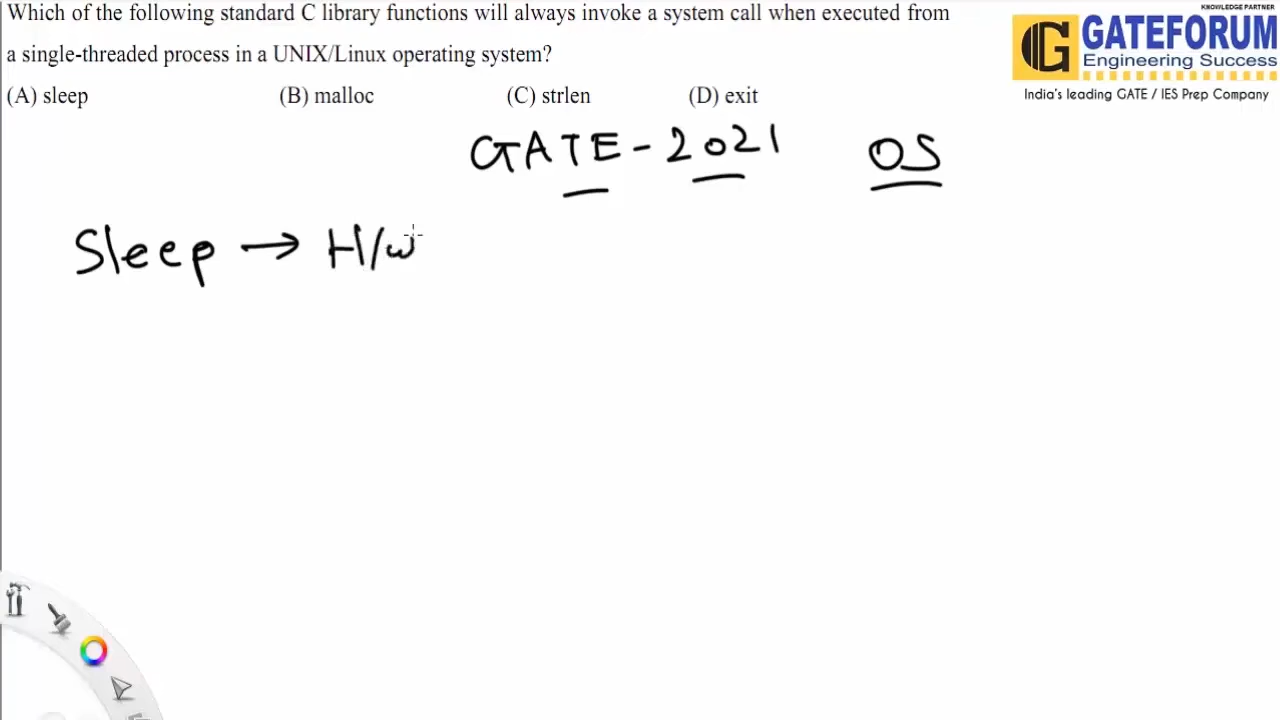 Which of the following standard C library functions will always invoke a system call when executed from
a single-threaded process in a UNIX/Linux operating system?
(A) sleep (B) malloc (C) strlen (D) exit
KNOWLEDGE PARTNER
GATEFORUM
Engineering Success
India's leading GATE / IES Prep Company
GATE-2021 OS
Sleep → H/w